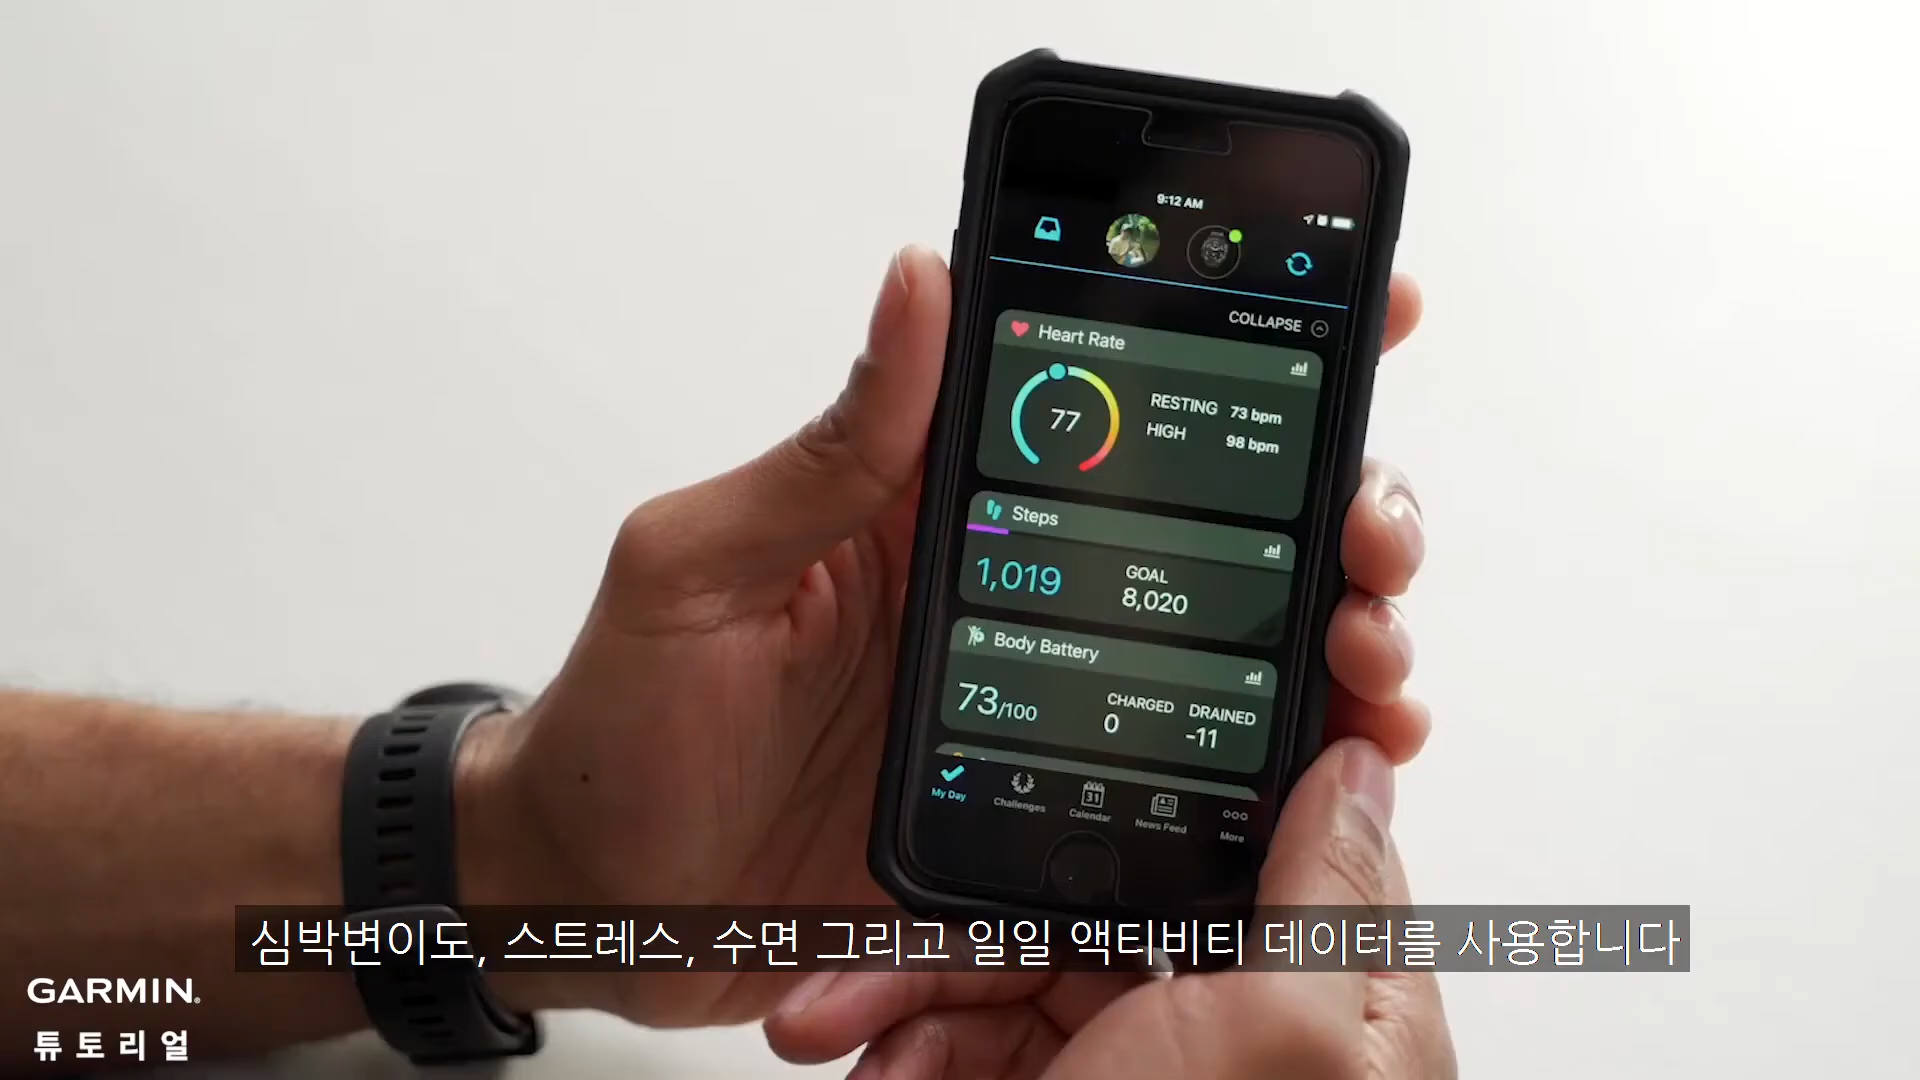 9:12 AM
COLLAPSE
Heart Rate
77
RESTING 73 bpm
HIGH 98 bpm
Steps
1,019
GOAL
8,020
Body Battery
73/100
CHARGED
0
DRAINED
-11
My Day
Challenges
31
Calendar
News Feed
More
심박변이도, 스트레스, 수면 그리고 일일 액티비티 데이터를 사용합니다
GARMIN®
튜토리얼